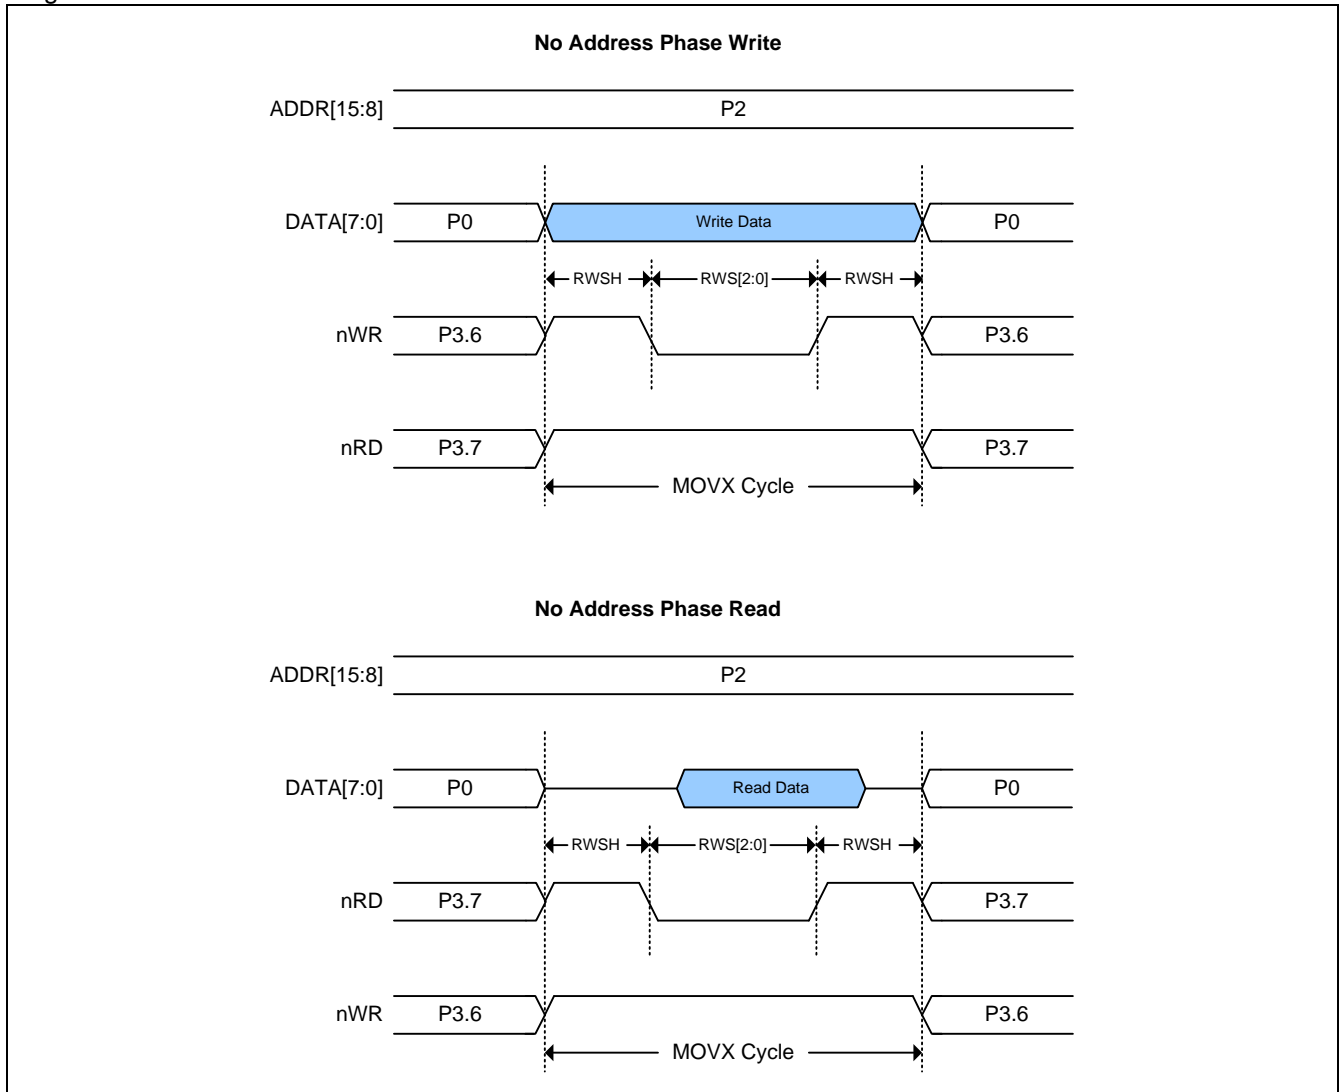 No Address Phase Write
ADDR[15:8] P2
DATA[7:0] P0 Write Data P0
RWSH RWS[2:0] RWSH
nWR P3.6 P3.6
nRD P3.7 P3.7
MOVX Cycle
No Address Phase Read
ADDR[15:8] P2
DATA[7:0] P0 Read Data P0
RWSH RWS[2:0] RWSH
nRD P3.7 P3.7
nWR P3.6 P3.6
MOVX Cycle